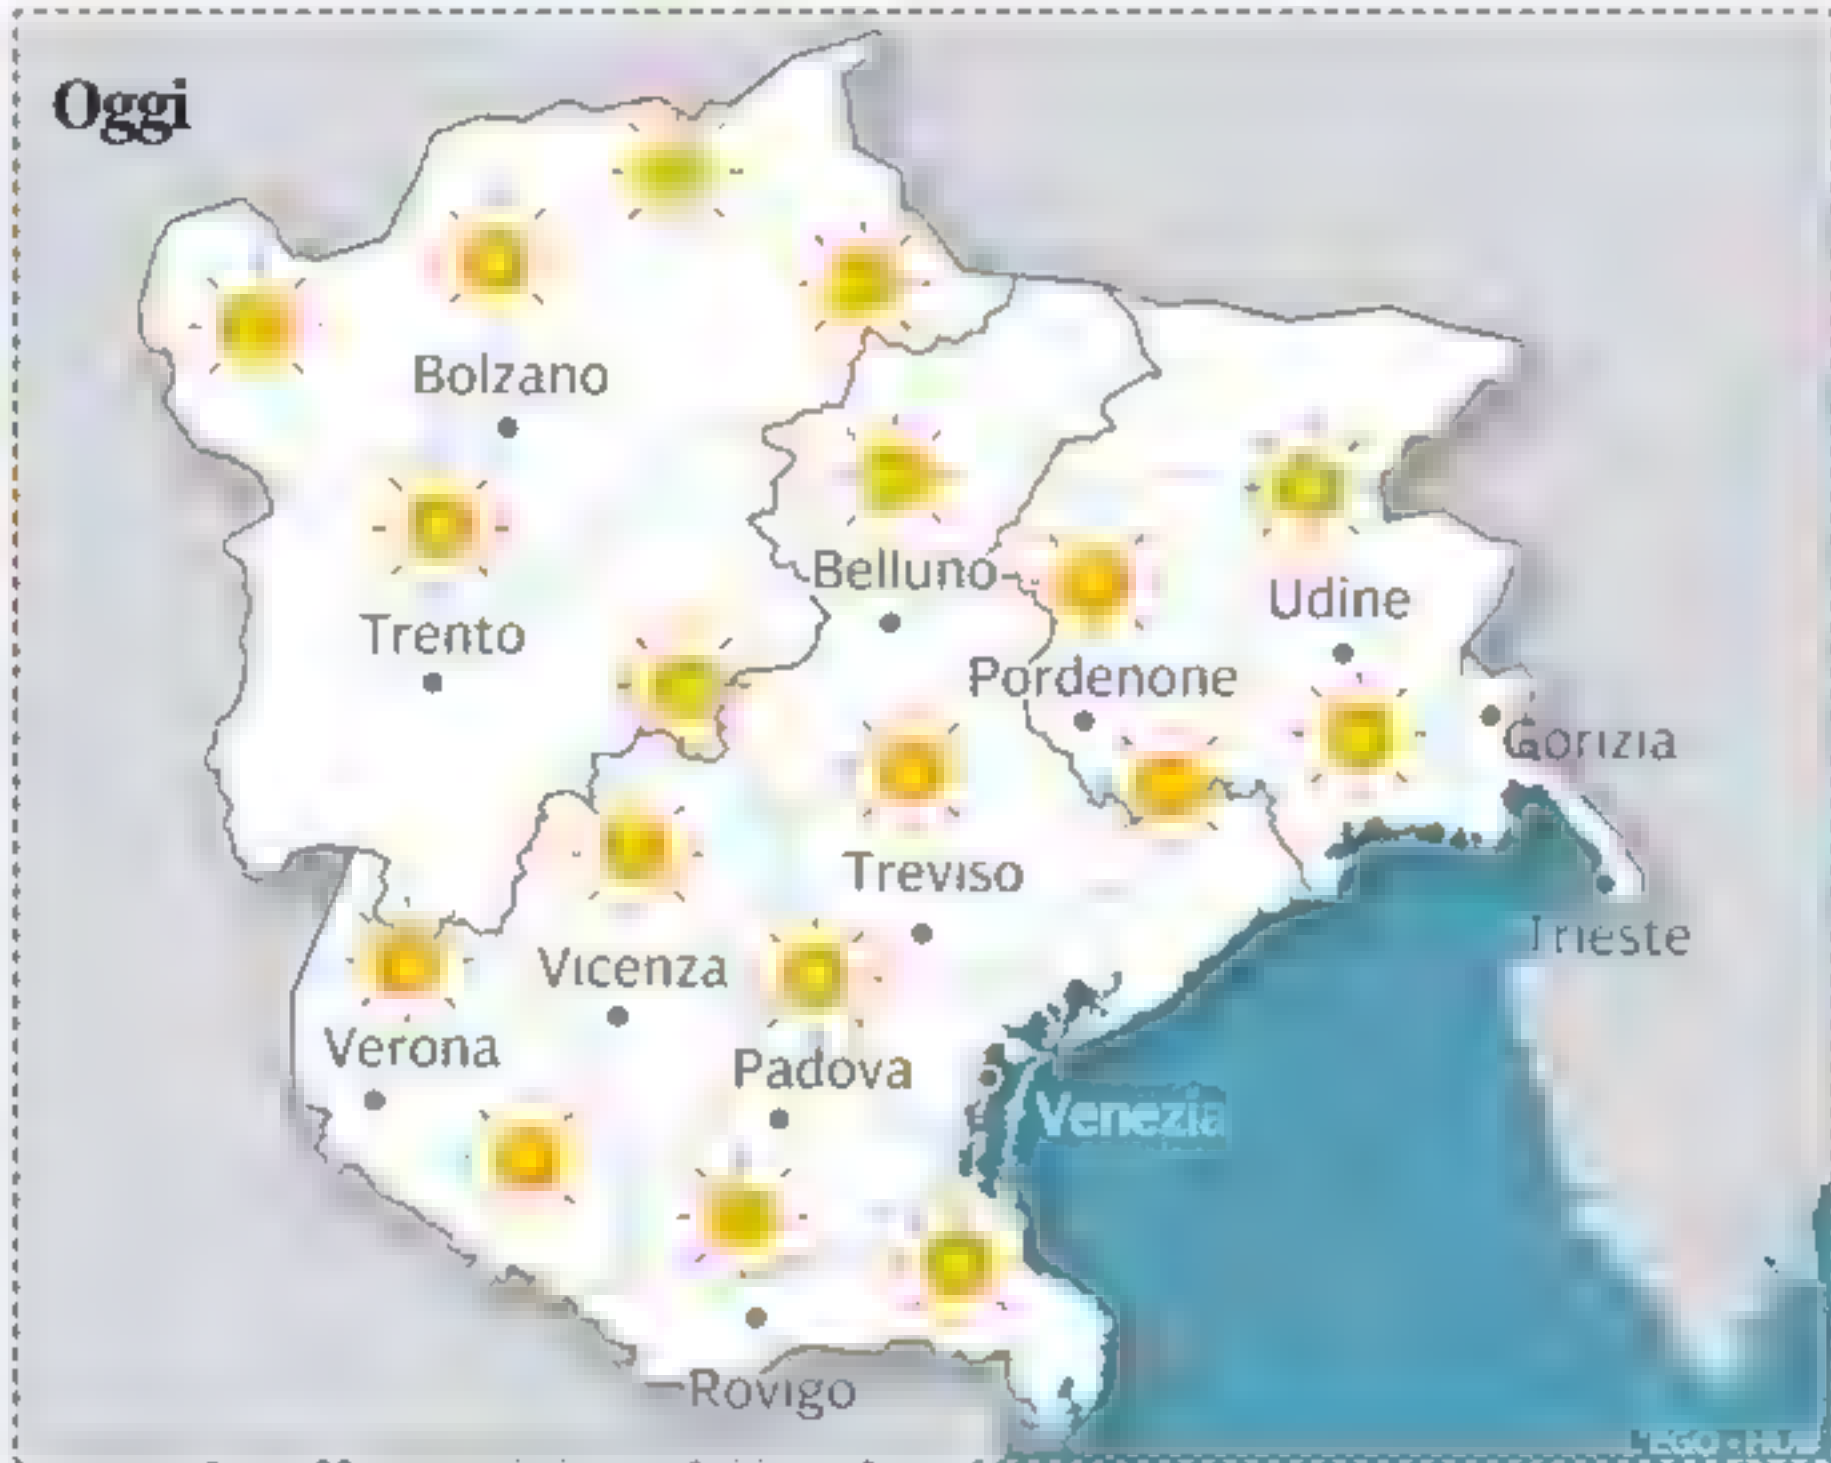 Oggi
Bolzano
Trento
Belluno
Udine
Pordenone
Gorizia
Treviso
Trieste
Vicenza
Verona
Padova
Venezia
Rovigo